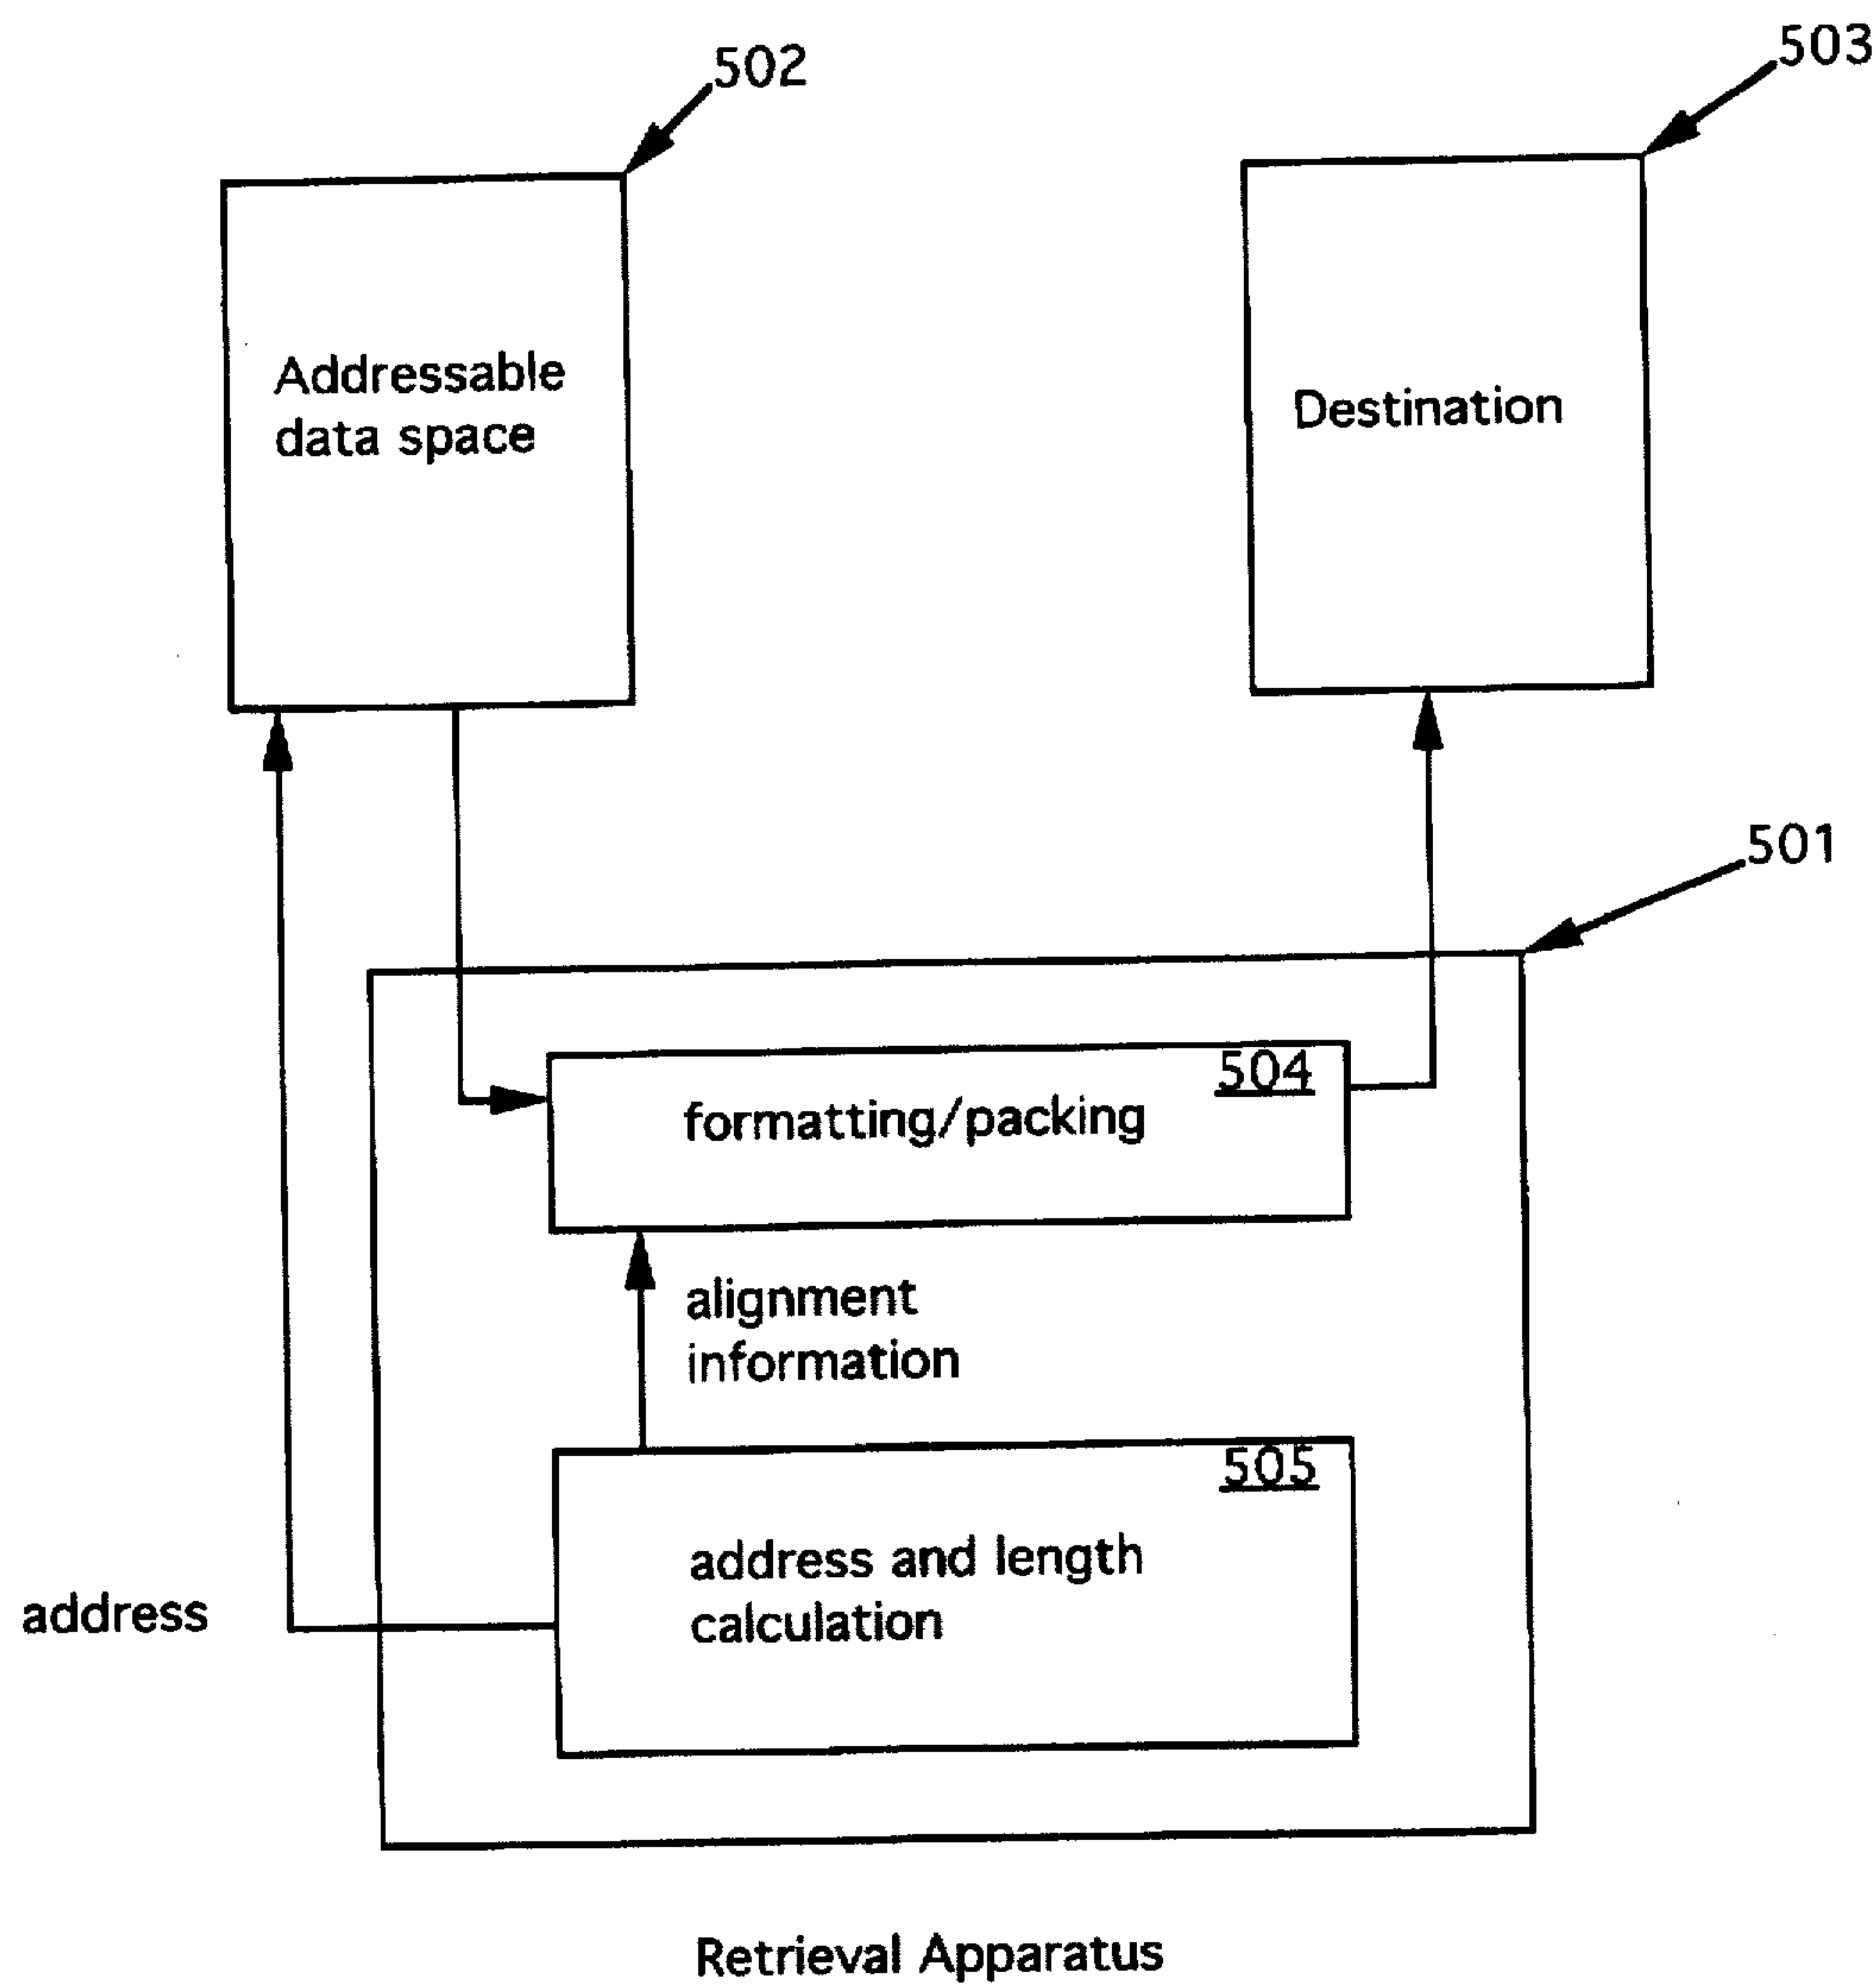 502
503
Addressable
data space
Destination
501
504
formatting/packing
alignment
information
505
address and length
calculation
address
Retrieval Apparatus